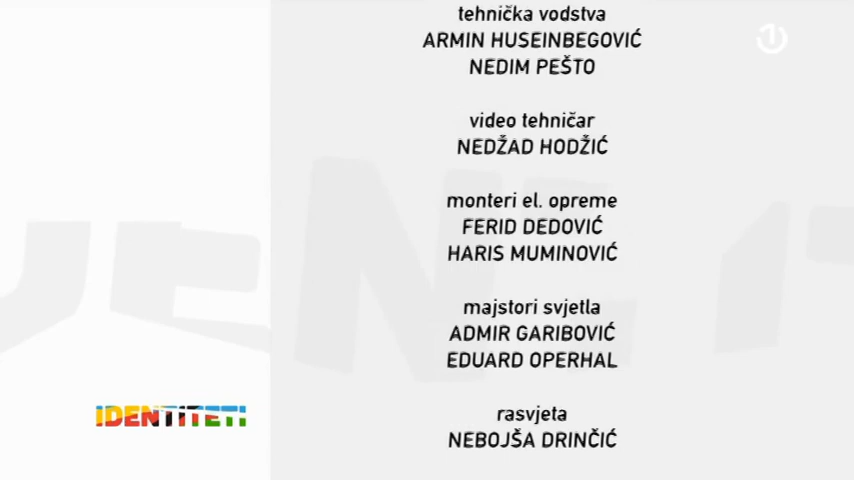 tehnička vodstva
ARMIN HUSEINBEGOVIĆ
NEDIM PEŠTO
video tehničar
NEDŽAD HODŽIĆ
monteri el. opreme
FERID DEDOVIĆ
HARIS MUMINOVIĆ
majstori svjetla
ADMIR GARIBOVIĆ
EDUARD OPERHAL
rasvjeta
NEBOJŠA DRINČIĆ
IDENTITETI
1